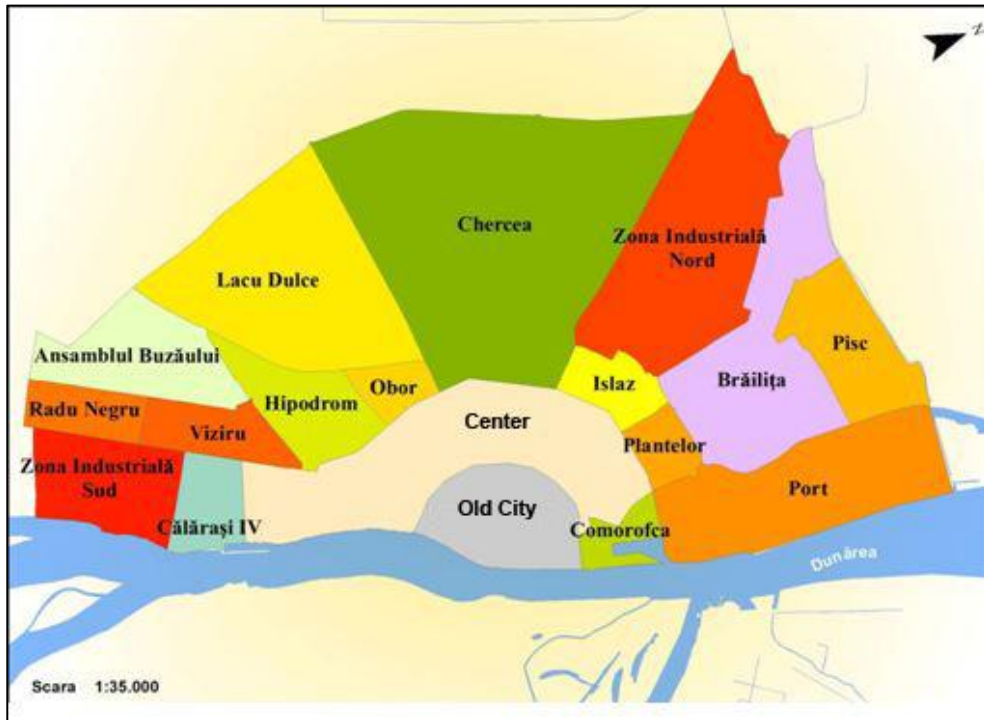 Z
Chercea
Zona Industrială
Nord
Lacu Dulce
Ansamblul Buzăului
Pisc
Brăilița
Islaz
Obor
Hipodrom
Radu Negru
Viziru
Center
Plantelor
Zona Industrială
Sud
Port
Old City
Călărași IV
Comorofca
Dunărea
Scara 1:35.000